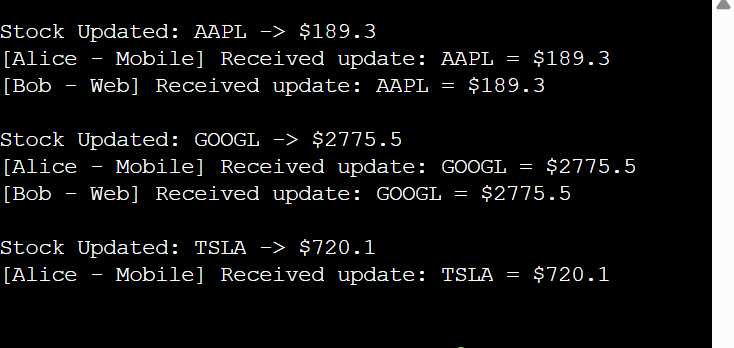 Stock Updated: AAPL -> $189.3
[Alice - Mobile] Received update: AAPL = $189.3
[Bob - Web] Received update: AAPL = $189.3
Stock Updated: GOOGL -> $2775.5
[Alice - Mobile] Received update: GOOGL = $2775.5
[Bob - Web] Received update: GOOGL = $2775.5
Stock Updated: TSLA -> $720.1
[Alice - Mobile] Received update: TSLA = $720.1